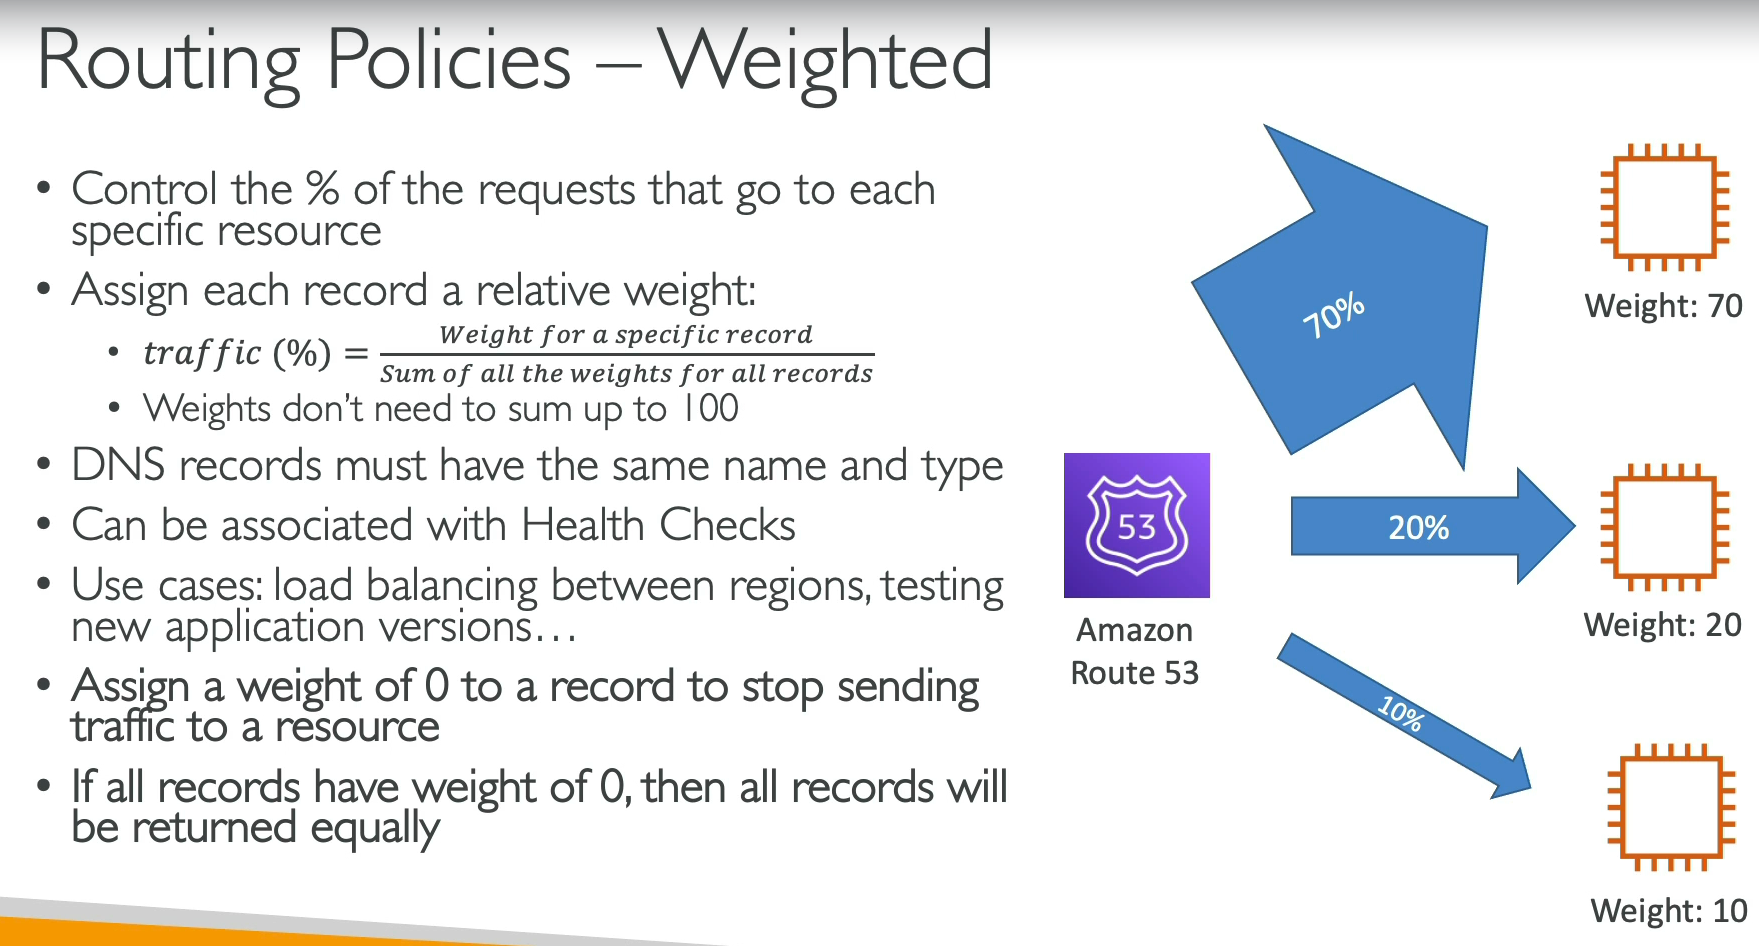 Routing Policies – Weighted
• Control the % of the requests that go to each
specific resource
• Assign each record a relative weight:
• traffic (%) = Weight for a specific record / Sum of all the weights for all records
• Weights don’t need to sum up to 100
• DNS records must have the same name and type
• Can be associated with Health Checks
• Use cases: load balancing between regions, testing
new application versions…
• Assign a weight of 0 to a record to stop sending
traffic to a resource
• If all records have weight of 0, then all records will
be returned equally
53
Amazon
Route 53
70%
20%
10%
Weight: 70
Weight: 20
Weight: 10